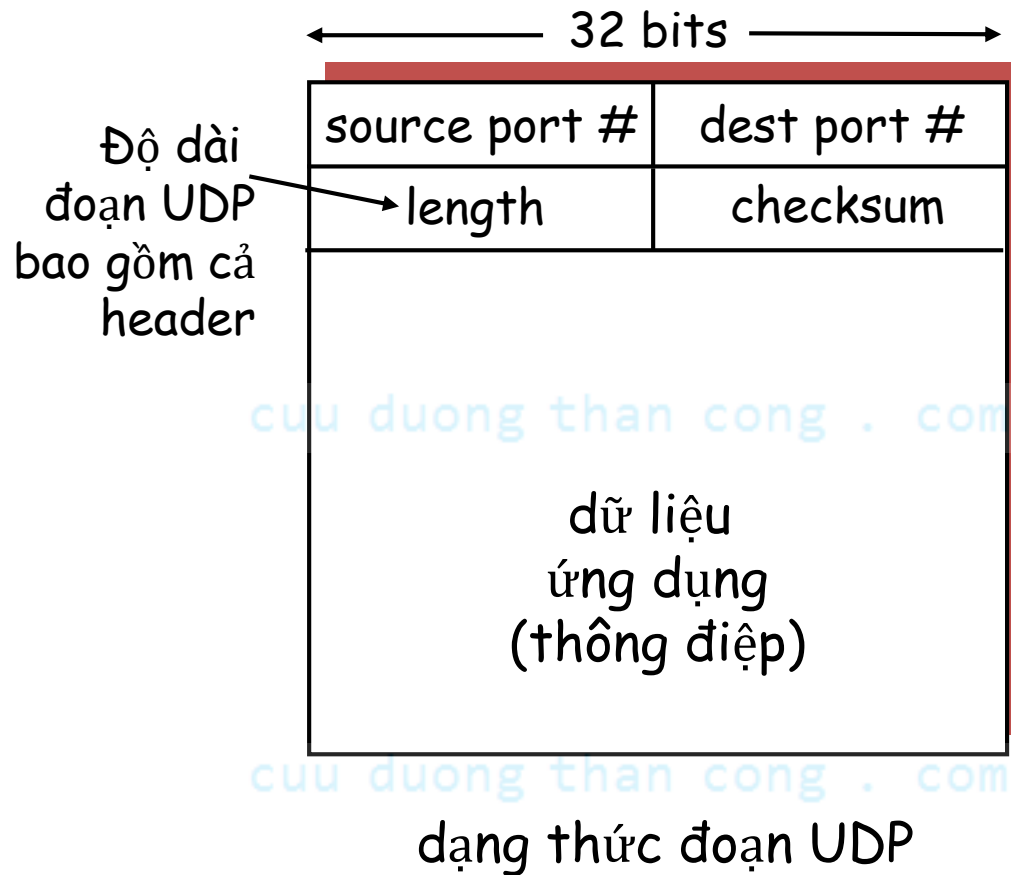 32 bits
source port # dest port #
Độ dài
đoạn UDP
bao gồm cả
header
length checksum
cuu duong than cong . com
dữ liệu
ứng dụng
(thông điệp)
cuu duong than cong . com
dạng thức đoạn UDP